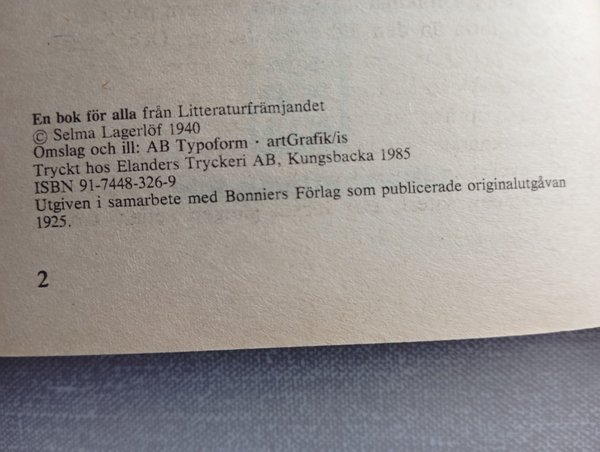 En bok för alla från Litteraturfrämjandet
© Selma Lagerlöf 1940
Omslag och ill: AB Typoform · artGrafik/is
Tryckt hos Elanders Tryckeri AB, Kungsbacka 1985
ISBN 91-7448-326-9
Utgiven i samarbete med Bonniers Förlag som publicerade originalutgåvan
1925.
2